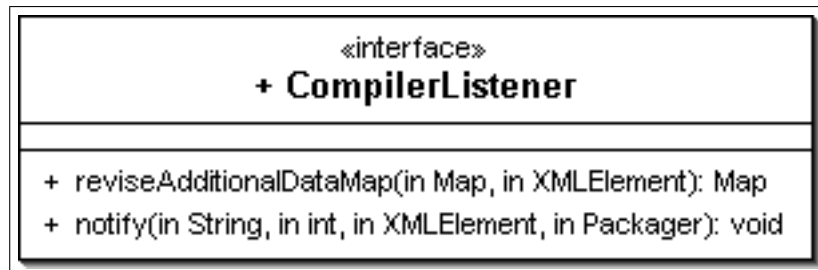 «interface»
+ CompilerListener
+ reviseAdditionalDataMap(in Map, in XMLElement): Map
+ notify(in String, in int, in XMLElement, in Packager): void